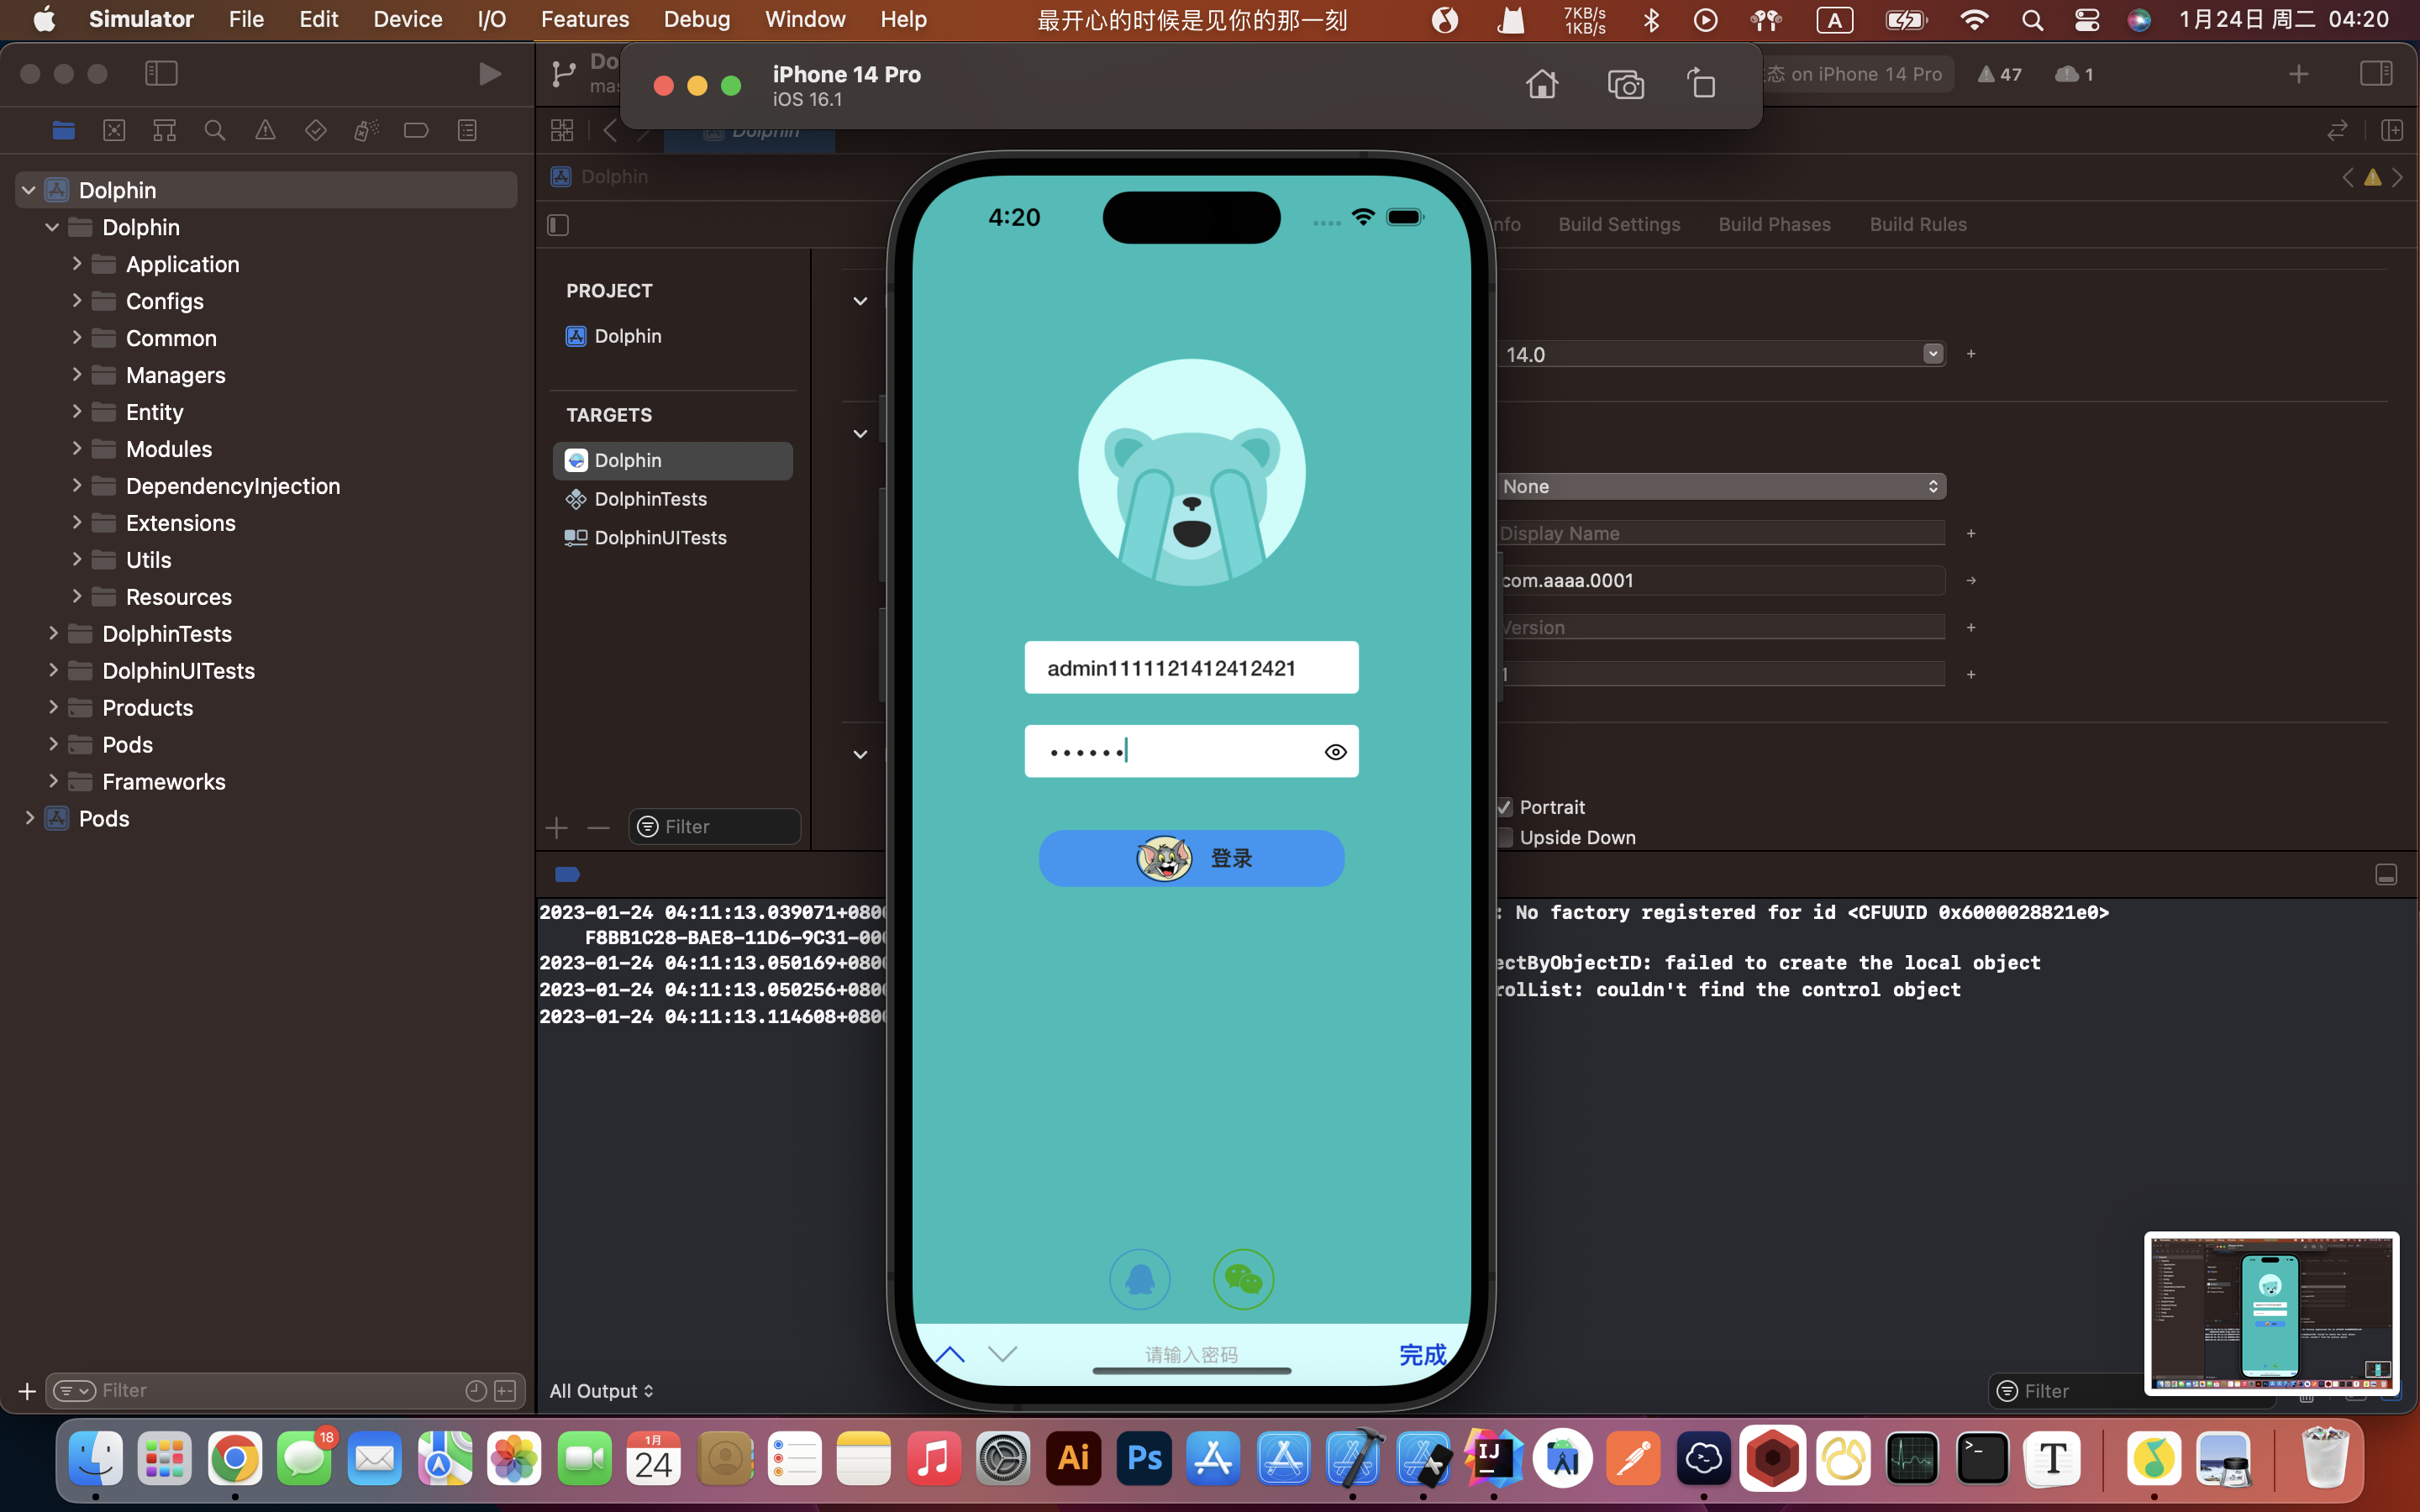 Simulator File Edit Device I/O Features Debug Window Help 最开心的时候是见你的那一刻 7KB/s 1KB/s A 1月24日 周二 04:20
iPhone 14 Pro
iOS 16.1
态 on iPhone 14 Pro 47 1
Dolphin
Dolphin
Application
Configs
Common
Managers
Entity
Modules
DependencyInjection
Extensions
Utils
Resources
DolphinTests
DolphinUITests
Products
Pods
Frameworks
Pods
Filter
Dolphin
Dolphin
PROJECT
Dolphin
TARGETS
Dolphin
DolphinTests
DolphinUITests
Filter
Build Settings Build Phases Build Rules
14.0
None
Display Name
com.aaaa.0001
Version
1
Portrait
Upside Down
4:20
admin1111121412412421
••••••
登录
请输入密码
完成
2023-01-24 04:11:13.039071+080 : No factory registered for id <CFUUID 0x6000028821e0>
F8BB1C28-BAE8-11D6-9C31-00
2023-01-24 04:11:13.050169+080 ectByObjectID: failed to create the local object
2023-01-24 04:11:13.050256+080 rolList: couldn't find the control object
2023-01-24 04:11:13.114608+080
All Output
Filter
18
1月
24
Ai
Ps
IJ
T